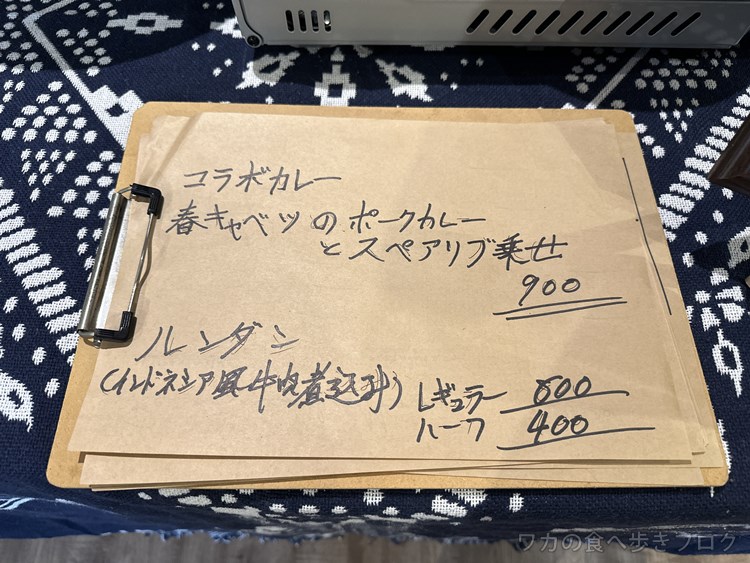 コラボカレー
春キャベツのポークカレー
とスペアリブ乗せ
900
ルンダン
(インドネシア風牛肉煮込み)
レギュラー 800
ハーフ 400
ワカの食べ歩きブログ